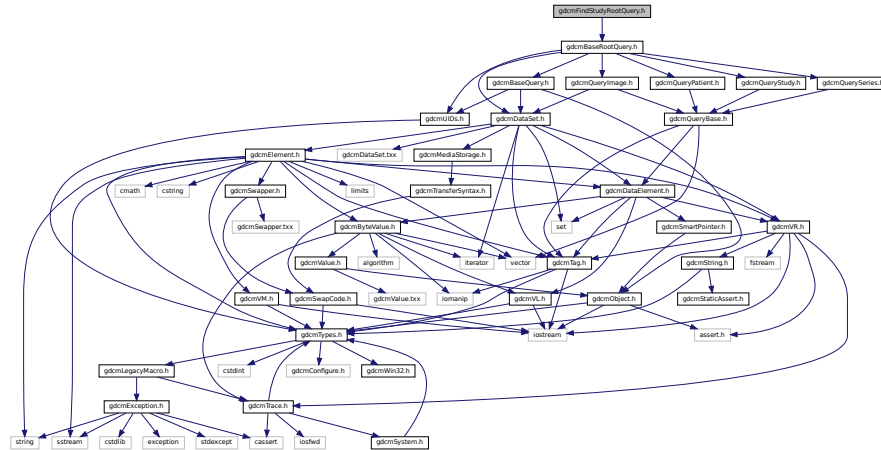 gdcmFindStudyRootQuery.h
gdcmBaseRootQuery.h
gdcmBaseQuery.h
gdcmQueryImage.h
gdcmQueryPatient.h
gdcmQueryStudy.h
gdcmQuerySeries.h
gdcmUIDs.h
gdcmDataSet.h
gdcmQueryBase.h
gdcmElement.h
gdcmDataSet.txx
gdcmMediaStorage.h
cmath
cstring
gdcmSwapper.h
limits
gdcmTransferSyntax.h
gdcmDataElement.h
gdcmSwapper.txx
gdcmByteValue.h
set
gdcmSmartPointer.h
gdcmVR.h
gdcmValue.h
algorithm
iterator
vector
gdcmTag.h
gdcmString.h
fstream
gdcmVM.h
gdcmSwapCode.h
gdcmValue.txx
iomanip
gdcmVL.h
gdcmObject.h
gdcmStaticAssert.h
gdcmTypes.h
iostream
assert.h
gdcmLegacyMacro.h
cstdint
gdcmConfigure.h
gdcmWin32.h
gdcmException.h
gdcmTrace.h
string
sstream
cstdlib
exception
stdexcept
cassert
iosfwd
gdcmSystem.h